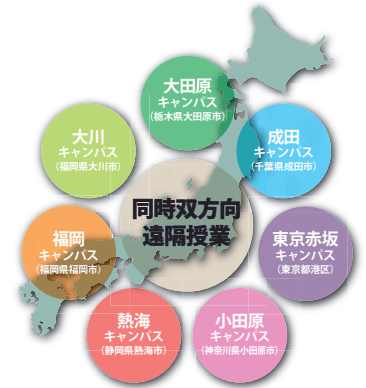 大田原
キャンパス
(栃木県大田原市)
大川
キャンパス
(福岡県大川市)
成田
キャンパス
(千葉県成田市)
同時双方向
遠隔授業
福岡
キャンパス
(福岡県福岡市)
東京赤坂
キャンパス
(東京都港区)
熱海
キャンパス
(静岡県熱海市)
小田原
キャンパス
(神奈川県小田原市)